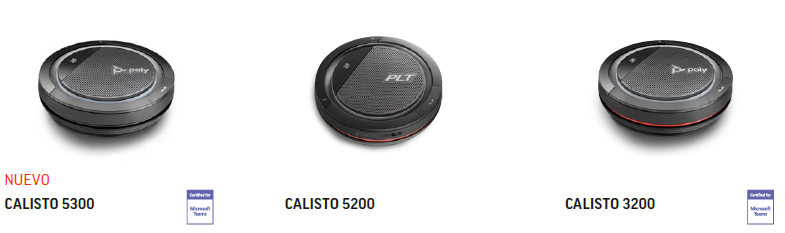 poly
PLT
poly
NUEVO
CALISTO 5300
Certified for
Microsoft
Teams
CALISTO 5200
CALISTO 3200
Certified for
Microsoft
Teams